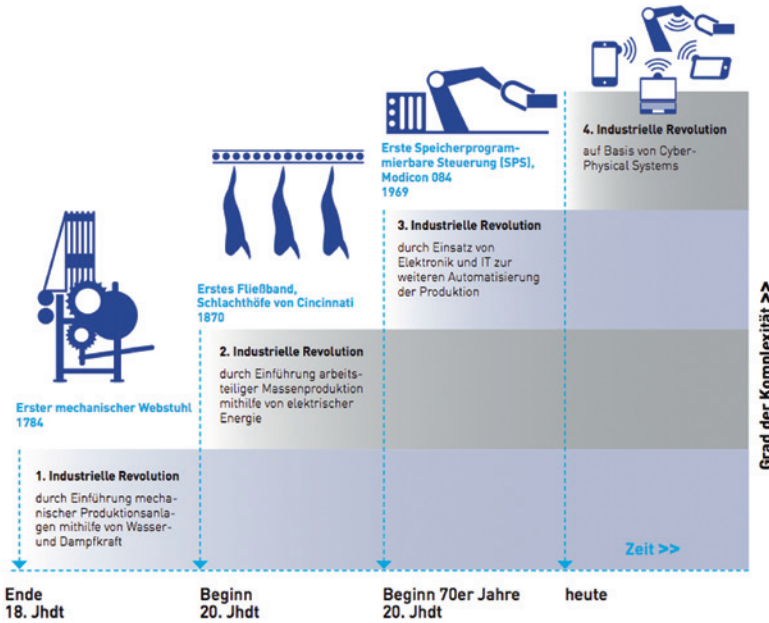 4. Industrielle Revolution
auf Basis von Cyber-
Physical Systems
Erste Speicherprogram-
mierbare Steuerung (SPS),
Modicon 084
1969
3. Industrielle Revolution
durch Einsatz von
Elektronik und IT zur
weiteren Automatisierung
der Produktion
Erstes Fließband,
Schlachthöfe von Cincinnati
1870
2. Industrielle Revolution
durch Einführung arbeits-
teiliger Massenproduktion
mithilfe von elektrischer
Energie
Erster mechanischer Webstuhl
1784
1. Industrielle Revolution
durch Einführung mecha-
nischer Produktionsanla-
gen mithilfe von Wasser-
und Dampfkraft
Grad der Komplexität >>
Zeit >>
Ende
18. Jhdt
Beginn
20. Jhdt
Beginn 70er Jahre
20. Jhdt
heute